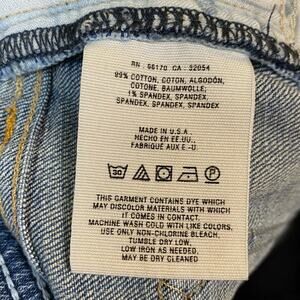 RN : 66170 CA : 32054
99% COTTON, COTON, ALGODÓN,
COTONE, BAUMWOLLE;
1% SPANDEX, SPANDEX,
SPANDEX, SPANDEX, SPANDEX
MADE IN U.S.A.
HECHO EN EE.UU.,
FABRIQUÉ AUX E.-U.
30
P
THIS GARMENT CONTAINS DYE WHICH
MAY DISCOLOR MATERIALS WITH WHICH
IT COMES IN CONTACT.
MACHINE WASH COLD WITH LIKE COLORS,
USE ONLY NON-CHLORINE BLEACH,
TUMBLE DRY LOW,
LOW IRON AS NEEDED,
MAY BE DRY CLEANED